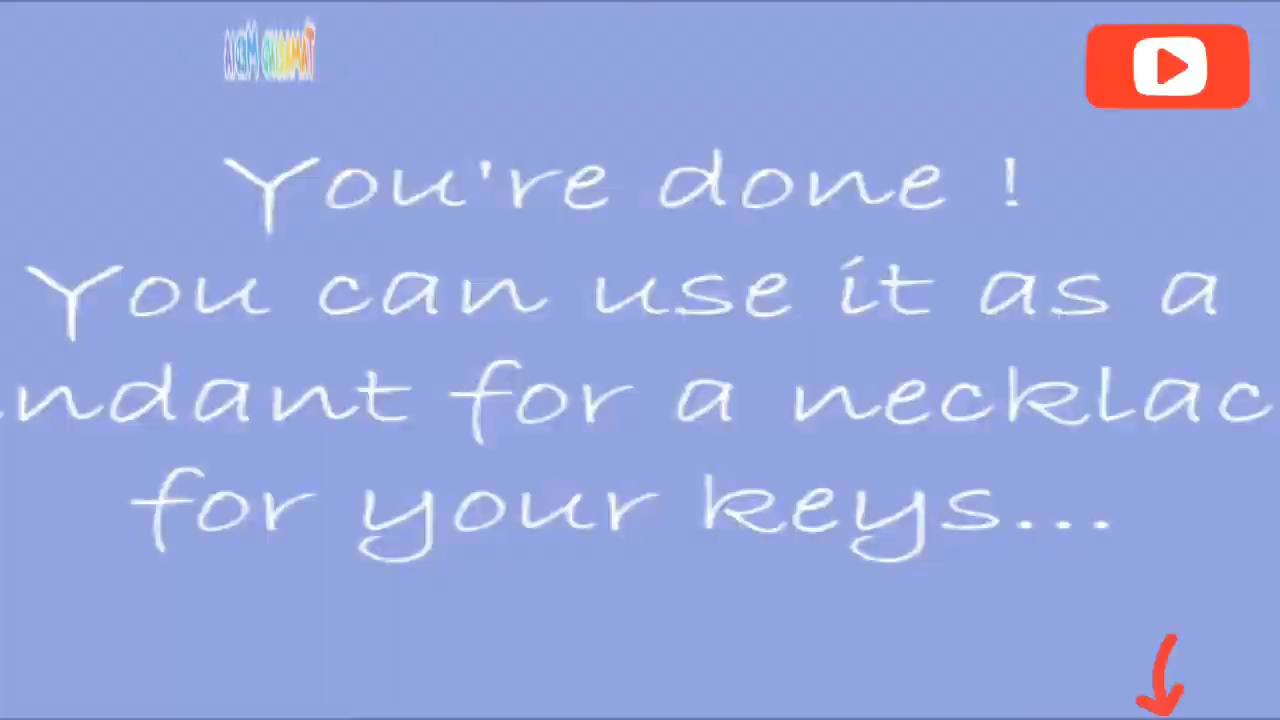 You're done !
You can use it as a
ndant for a necklac
for your keys...